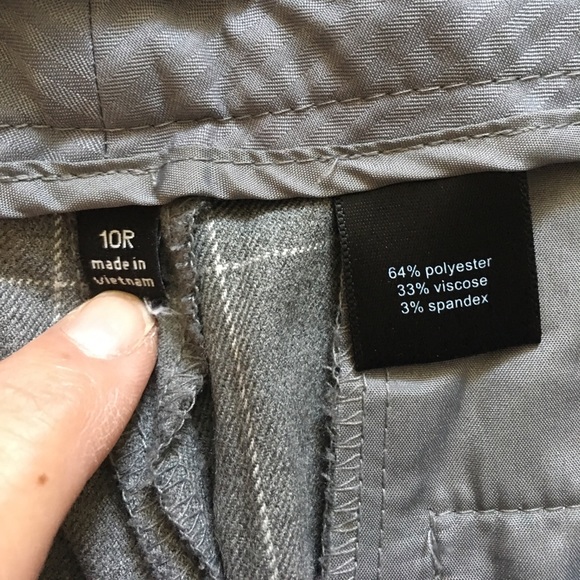 10R
made in
Vietnam
64% polyester
33% viscose
3% spandex